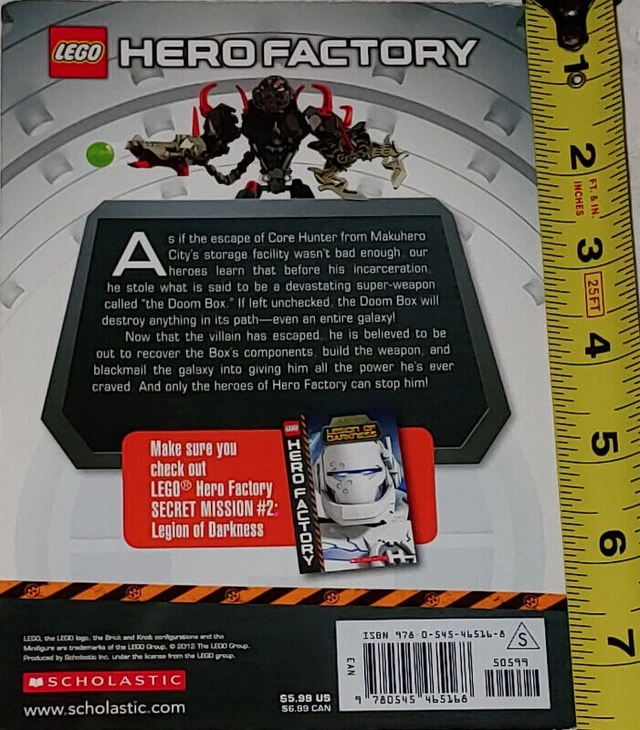 LEGO HERO FACTORY
As if the escape of Core Hunter from Makuhero
City's storage facility wasn't bad enough, our
heroes learn that before his incarceration,
he stole what is said to be a devastating super-weapon
called "the Doom Box." If left unchecked, the Doom Box will
destroy anything in its path—even an entire galaxy!
Now that the villain has escaped, he is believed to be
out to recover the Box's components, build the weapon, and
blackmail the galaxy into giving him all the power he's ever
craved. And only the heroes of Hero Factory can stop him!
Make sure you
check out
LEGO® Hero Factory
SECRET MISSION #2:
Legion of Darkness
LEGO
HERO FACTORY
LEGION OF
DARKNESS
LEGO, the LEGO logo, the Brick and Knob configurations and the
Minifigure are trademarks of the LEGO Group. © 2012 The LEGO Group.
Produced by Scholastic Inc. under the license from the LEGO group.
SCHOLASTIC
www.scholastic.com
$5.99 US
$6.99 CAN
EAN
ISBN 978-0-545-46516-8
S
50599
9 780545 465168
1
2
FT. & IN.
INCHES
3
25FT
4
5
6
7